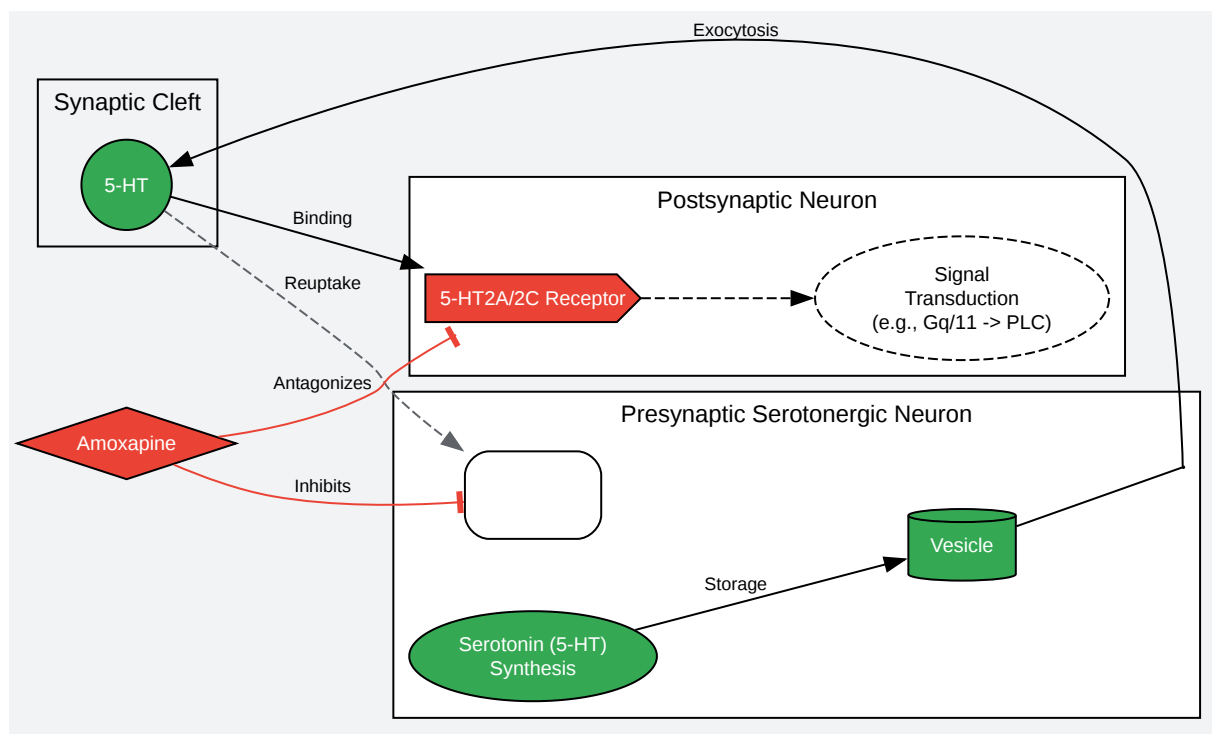 Exocytosis
Synaptic Cleft
5-HT
Binding
Reuptake
Postsynaptic Neuron
5-HT2A/2C Receptor
Signal
Transduction
(e.g., Gq/11 -> PLC)
Antagonizes
Amoxapine
Inhibits
Presynaptic Serotonergic Neuron
Vesicle
Storage
Serotonin (5-HT)
Synthesis